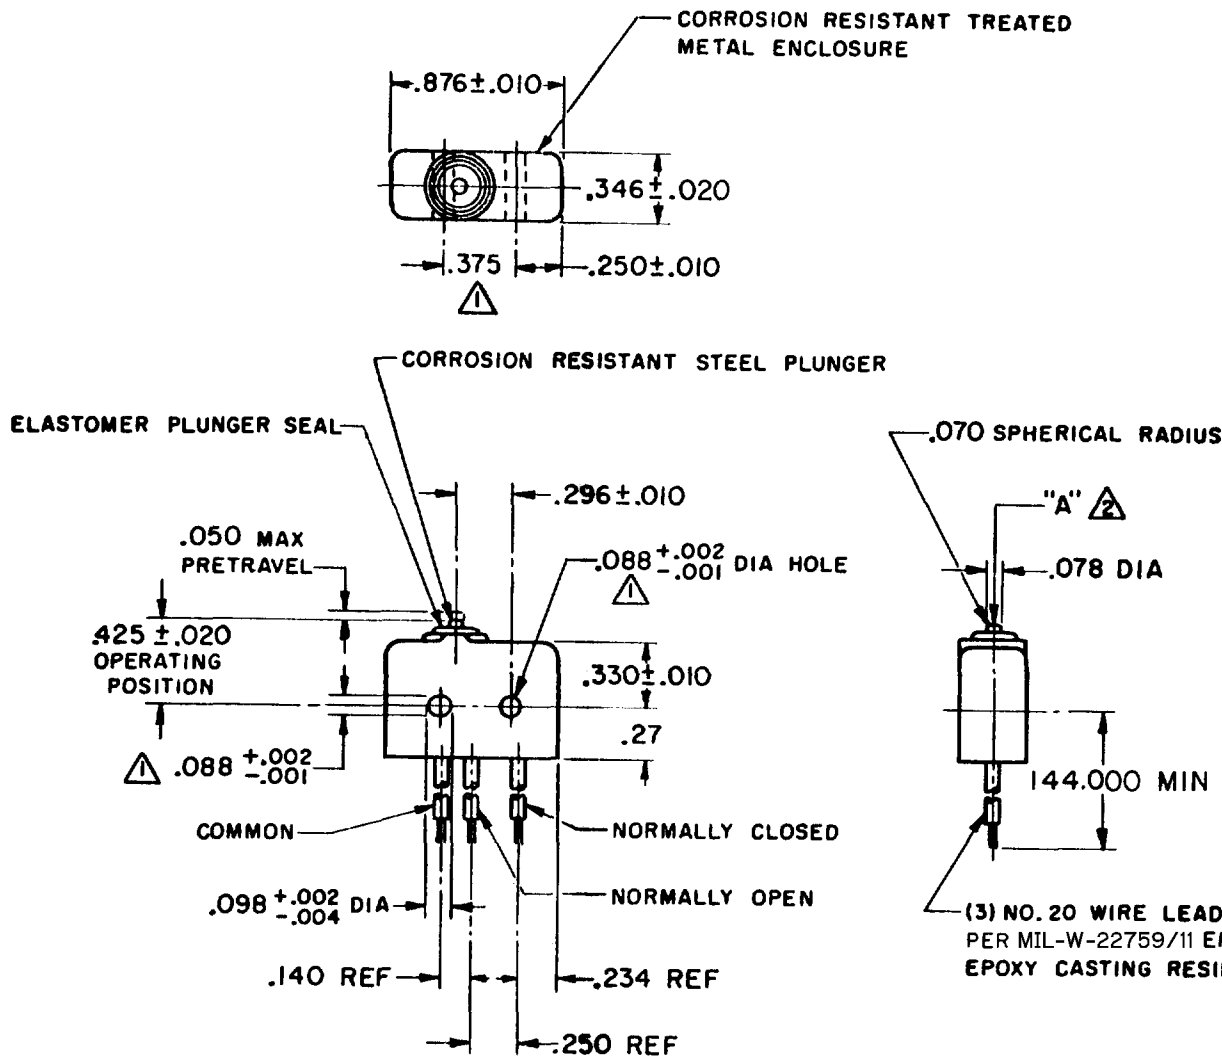 CORROSION RESISTANT TREATED
METAL ENCLOSURE
.876±.010
.346±.020
.375
.250±.010
1
CORROSION RESISTANT STEEL PLUNGER
ELASTOMER PLUNGER SEAL
.070 SPHERICAL RADIUS
.296±.010
"A" 2
.050 MAX
PRETRAVEL
.088 +.002 -.001 DIA HOLE
1
.078 DIA
.425 ±.020
OPERATING
POSITION
.330±.010
.27
1 .088 +.002 -.001
144.000 MIN
COMMON
NORMALLY CLOSED
.098 +.002 -.004 DIA
NORMALLY OPEN
(3) NO. 20 WIRE LEAD
PER MIL-W-22759/11
EPOXY CASTING
.140 REF
.234 REF
.250 REF